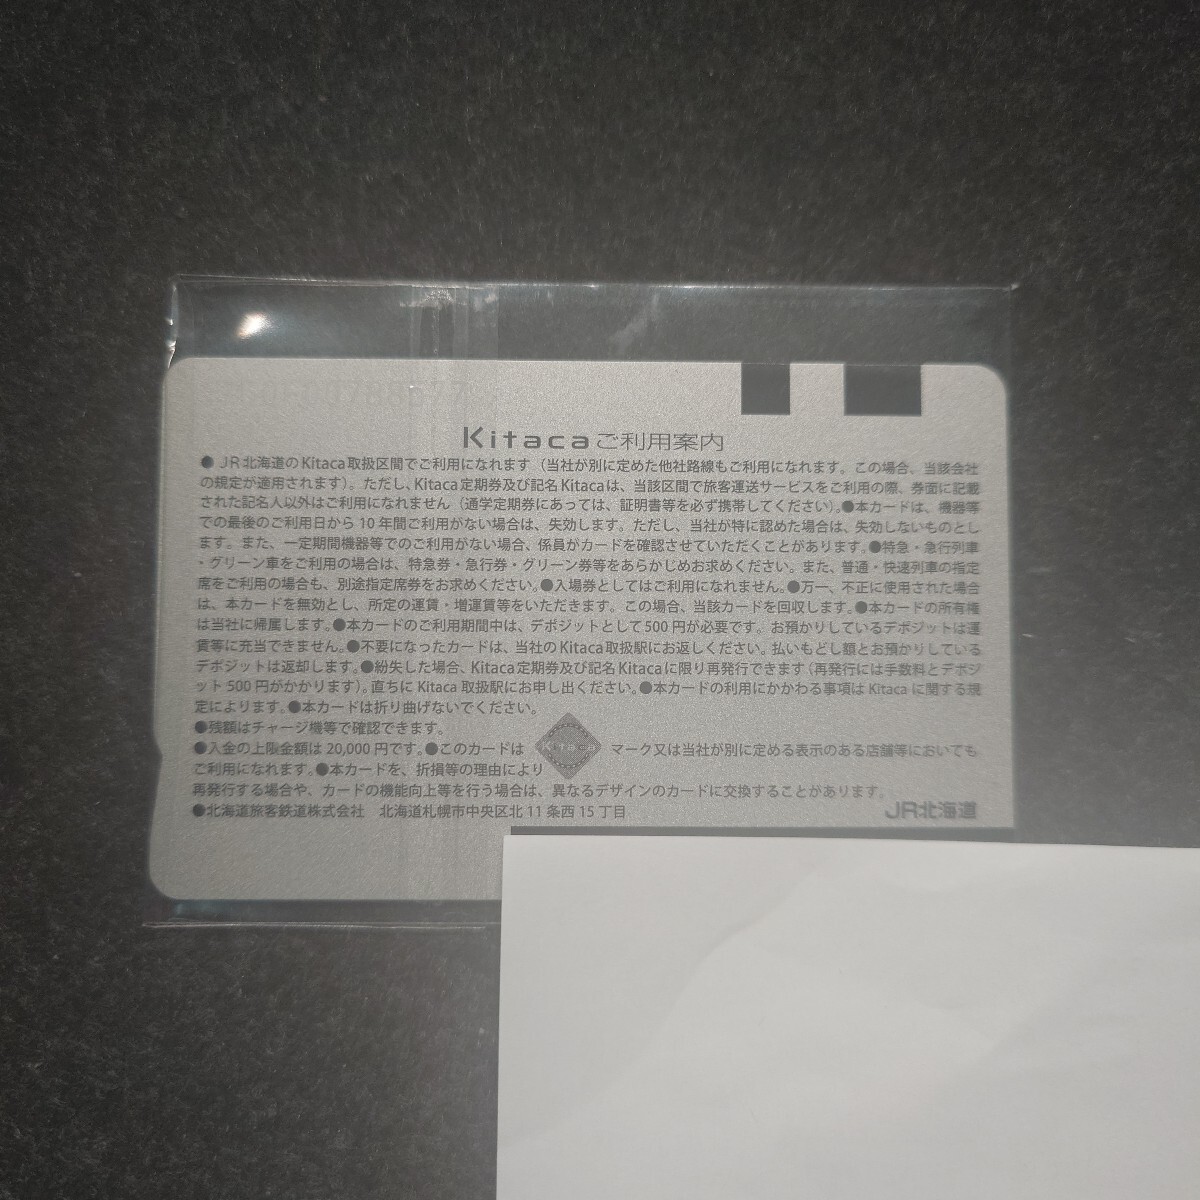 Kitacaご利用案内
●JR北海道のKitaca取扱区間でご利用になれます（当社が別に定めた他社路線もご利用になれます。この場合、当該会社
の規定が適用されます）。ただし、Kitaca定期券及び記名Kitacaは、当該区間で旅客運送サービスをご利用の際、券面に記載
された記名人以外はご利用になれません（通学定期券にあっては、証明書等を必ず携帯してください）。●本カードは、機器等
での最後のご利用日から10年間ご利用がない場合は、失効します。ただし、当社が特に認めた場合は、失効しないものとし
ます。また、一定期間機器等でのご利用がない場合、係員がカードを確認させていただくことがあります。●特急・急行列車
・グリーン車をご利用の場合は、特急券・急行券・グリーン券等をあらかじめお求めください。また、普通・快速列車の指定
席をご利用の場合も、別途指定席券をお求めください。●入場券としてはご利用になれません。●万一、不正に使用された場合
は、本カードを無効とし、所定の運賃・増運賃等をいただきます。この場合、当該カードを回収します。●本カードの所有権
は当社に帰属します。●本カードのご利用期間中は、デポジットとして500円が必要です。お預かりしているデポジットは運
賃等に充当できません。●不要になったカードは、当社のKitaca取扱駅にお返しください。払いもどし額とお預かりしている
デポジットは返却します。●紛失した場合、Kitaca定期券及び記名Kitacaに限り再発行できます（再発行には手数料とデポジ
ット500円がかかります）。直ちにKitaca取扱駅にお申し出ください。●本カードの利用にかかわる事項はKitacaに関する規
定によります。●本カードは折り曲げないでください。
●残額はチャージ機等で確認できます。
●入金の上限金額は20,000円です。●このカードは Kitaca マーク又は当社が別に定める表示のある店舗等においても
ご利用になれます。●本カードを、折損等の理由により
再発行する場合や、カードの機能向上等を行う場合は、異なるデザインのカードに交換することがあります。
●北海道旅客鉄道株式会社 北海道札幌市中央区北11条西15丁目
JR北海道